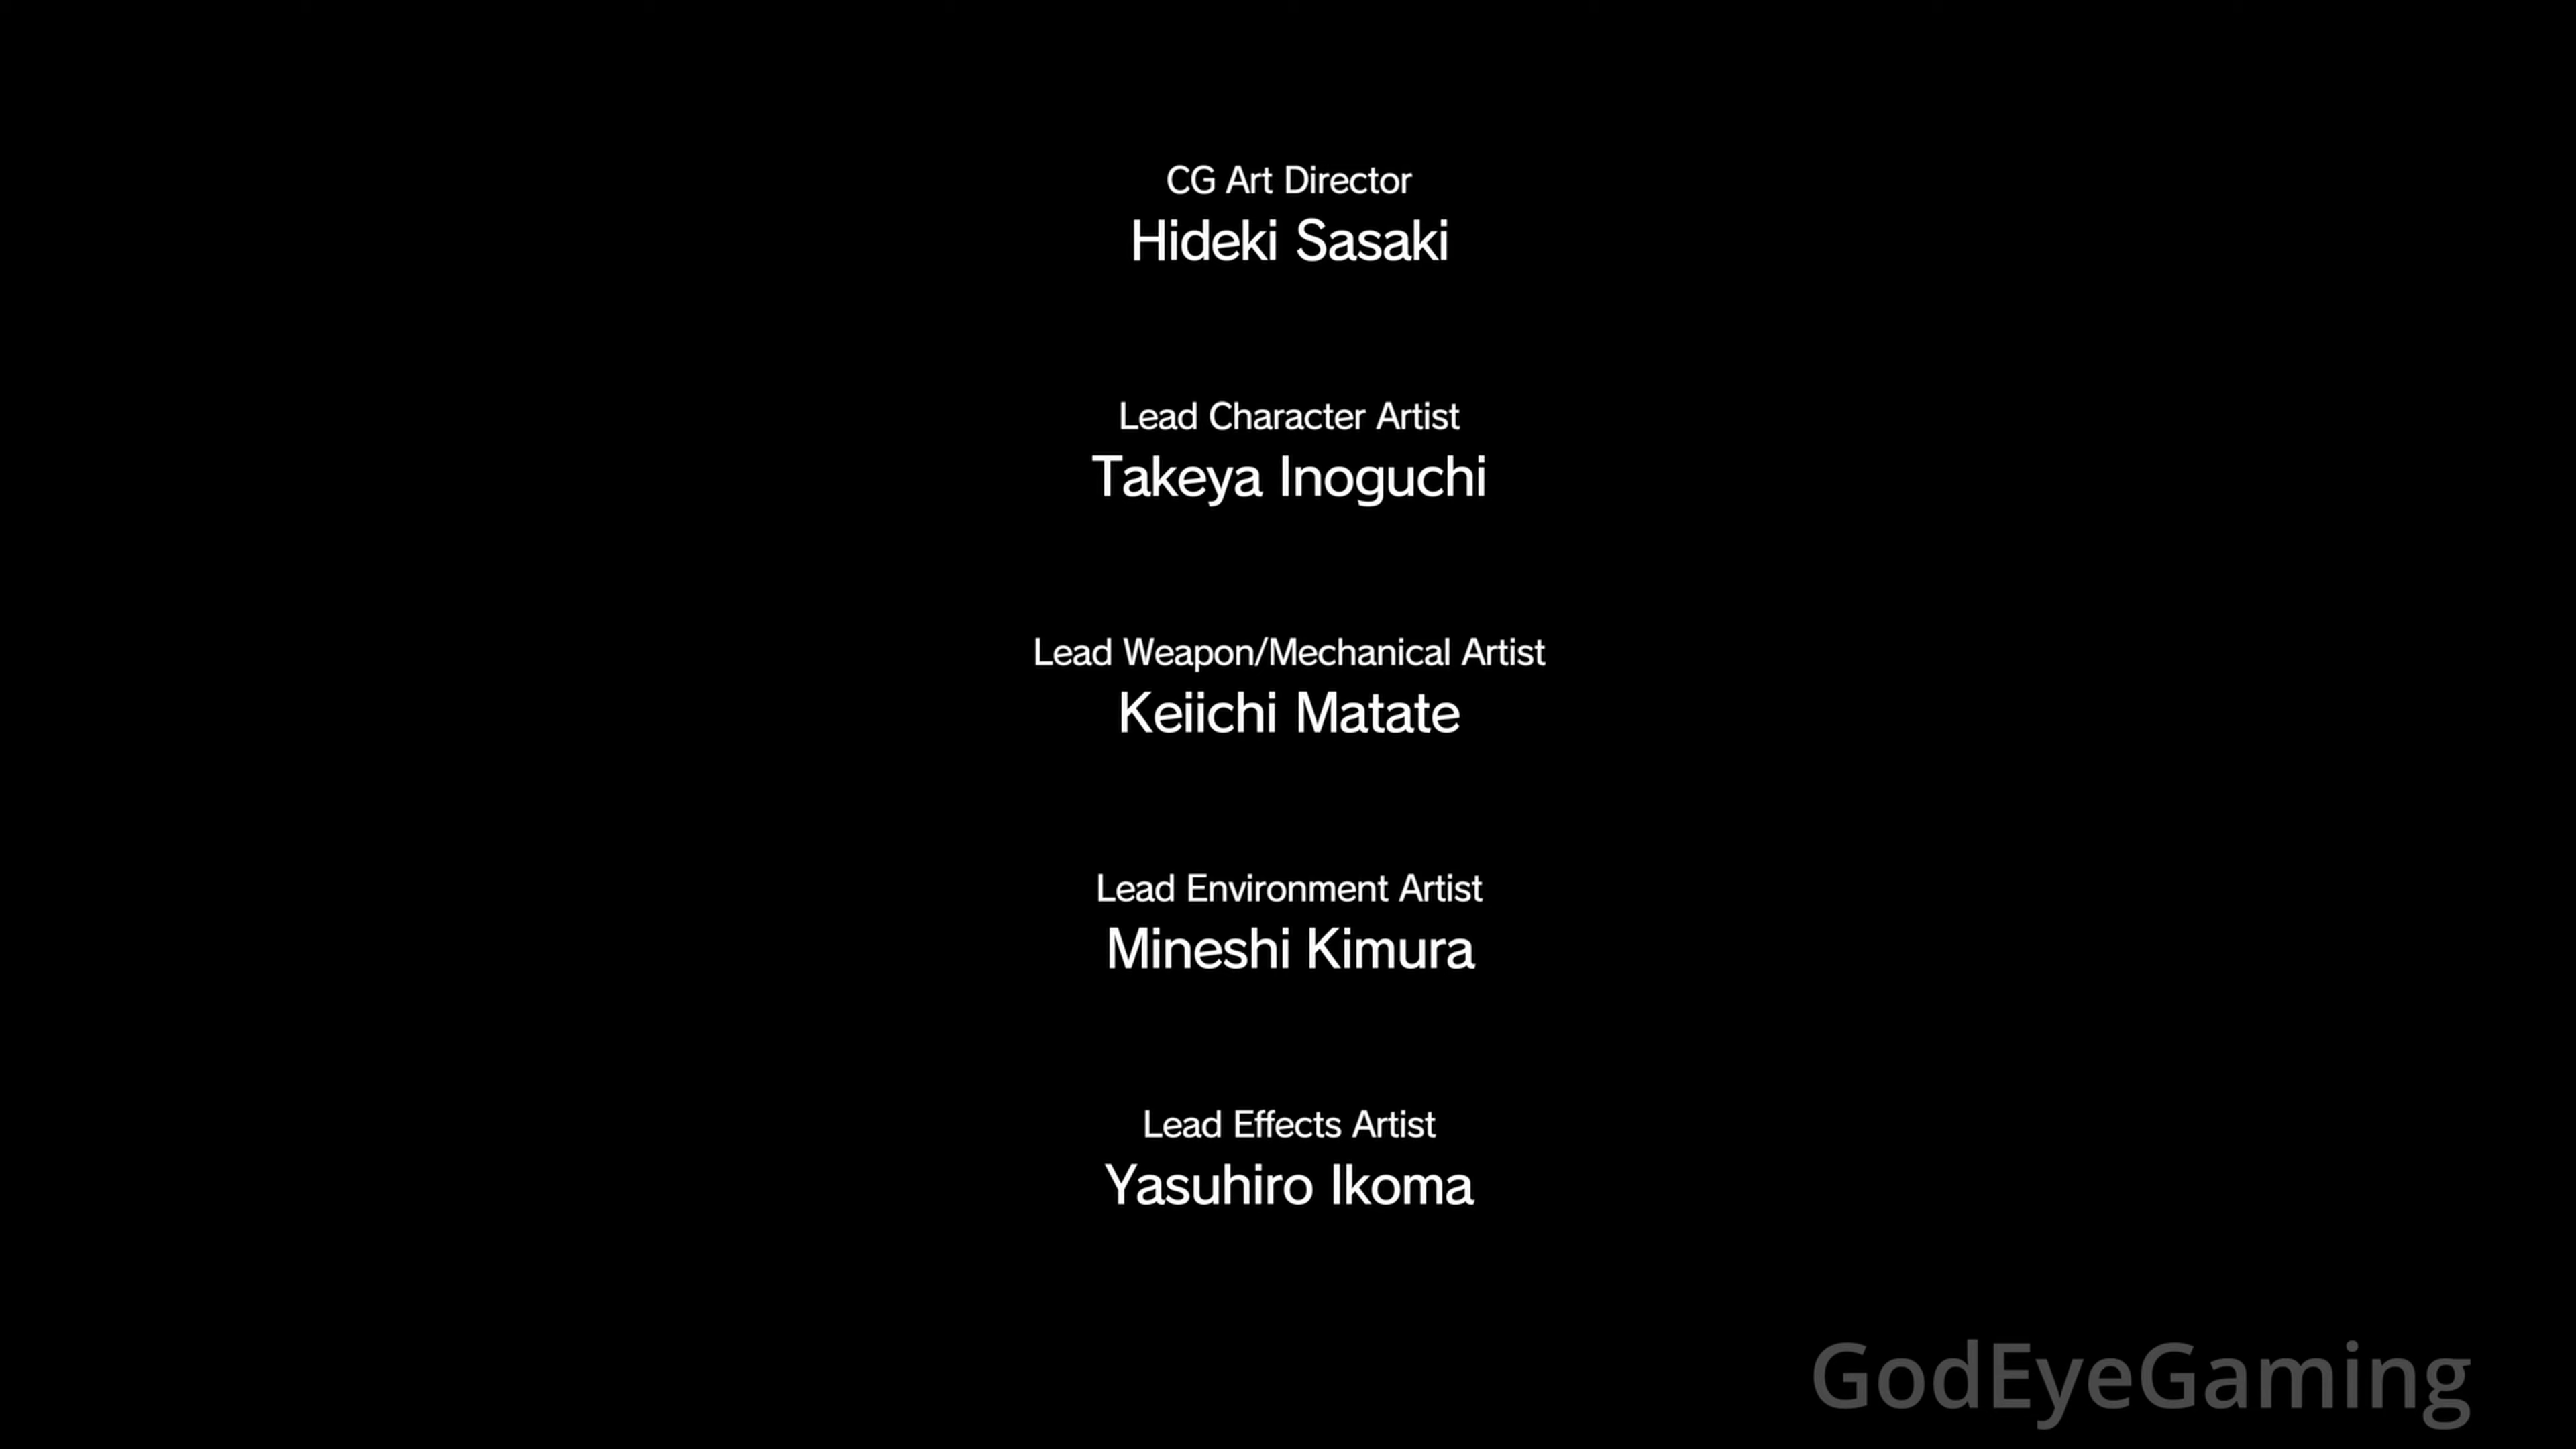 CG Art Director
Hideki Sasaki
Lead Character Artist
Takeya Inoguchi
Lead Weapon/Mechanical Artist
Keiichi Matate
Lead Environment Artist
Mineshi Kimura
Lead Effects Artist
Yasuhiro Ikoma
GodEyeGaming